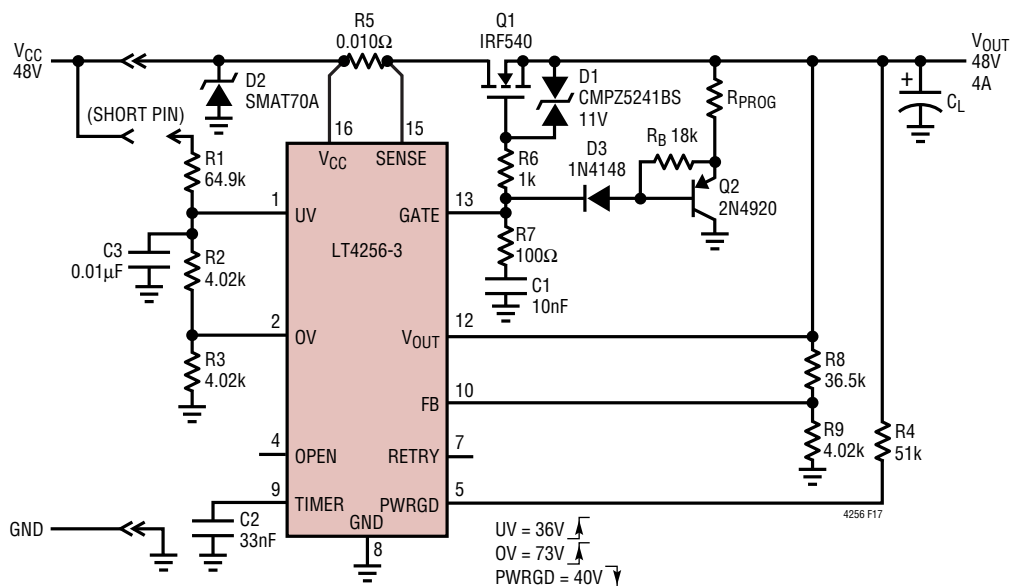 VCC
48V
(SHORT PIN)
R1
64.9k
C3
0.01μF
R2
4.02k
R3
4.02k
GND
D2
SMAT70A
R5
0.010Ω
Q1
IRF540
D1
CMPZ5241BS
11V
RPROG
RB 18k
D3
1N4148
Q2
2N4920
VOUT
48V
4A
+
CL
16
15
VCC
SENSE
1
UV
GATE
13
R6
1k
R7
100Ω
C1
10nF
LT4256-3
2
OV
VOUT
12
FB
10
R8
36.5k
R9
4.02k
R4
51k
4
OPEN
RETRY
7
9
TIMER
PWRGD
5
GND
8
C2
33nF
UV = 36V
OV = 73V
PWRGD = 40V
4256 F17